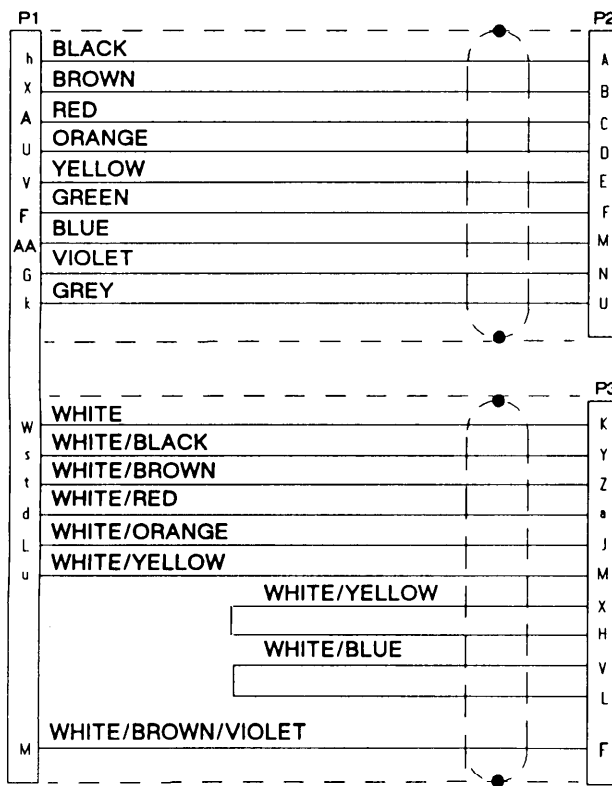 P1 P2
BLACK
h A
BROWN
X B
RED
A C
ORANGE
U D
YELLOW
V E
GREEN
F F
BLUE
AA M
VIOLET
G N
GREY
k U
P3
WHITE
W K
WHITE/BLACK
s Y
WHITE/BROWN
t Z
WHITE/RED
d a
WHITE/ORANGE
L J
WHITE/YELLOW
u M
WHITE/YELLOW
X
H
WHITE/BLUE
V
L
WHITE/BROWN/VIOLET
M F